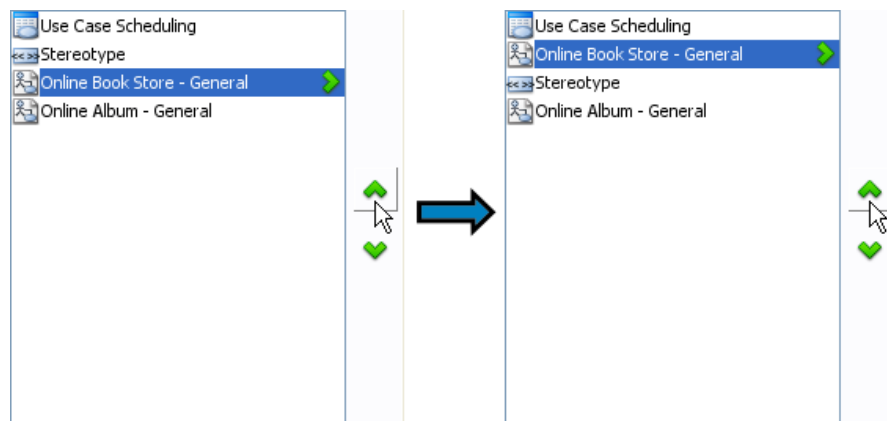 Use Case Scheduling
<< >> Stereotype
Online Book Store - General
Online Album - General
Use Case Scheduling
Online Book Store - General
<< >> Stereotype
Online Album - General